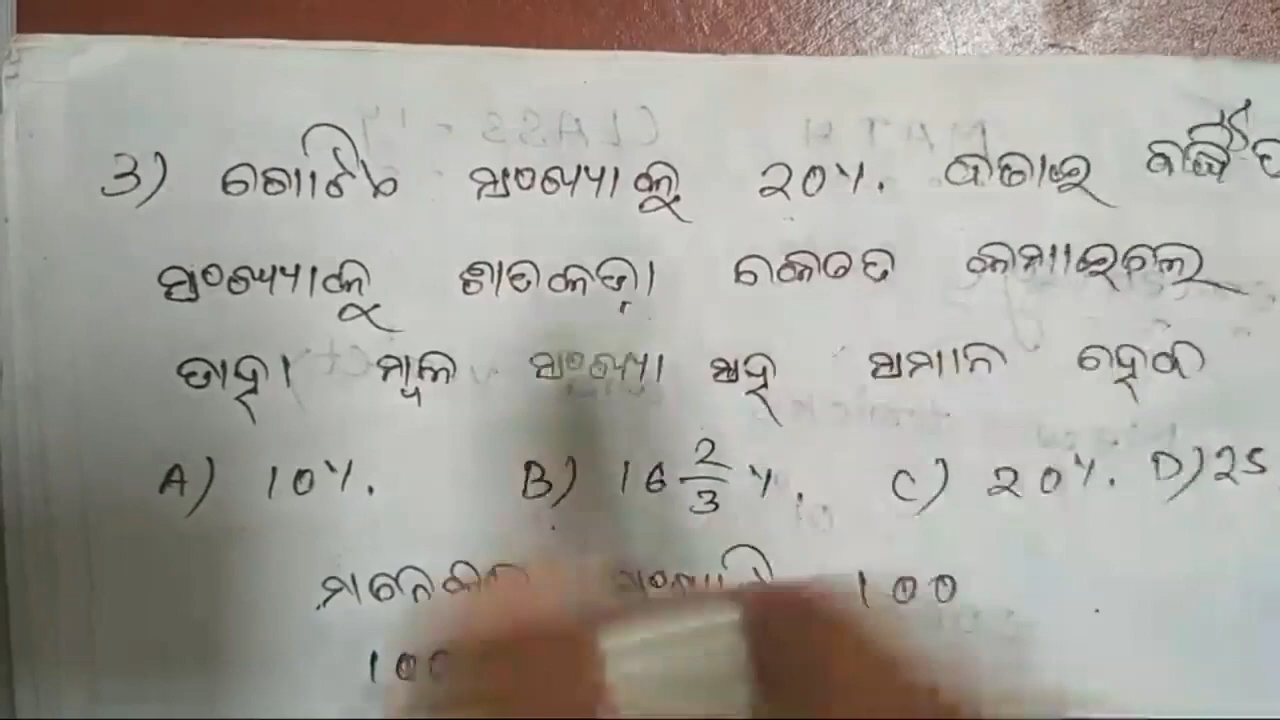 3) ଗୋଟିଏ ସଂଖ୍ୟାକୁ 20%. ବଢାଇ ବର୍ଦ୍ଧିତ
ସଂଖ୍ୟାକୁ ଶତକଡ଼ା କେତେ କମାଇଲେ
ତାହା ମୂଳ ସଂଖ୍ୟା ସହ ସମାନ ହେବ
A) 10%. B) 16 2/3 %. C) 20%. D) 25
ମନେକର ସଂଖ୍ୟାଟି 100